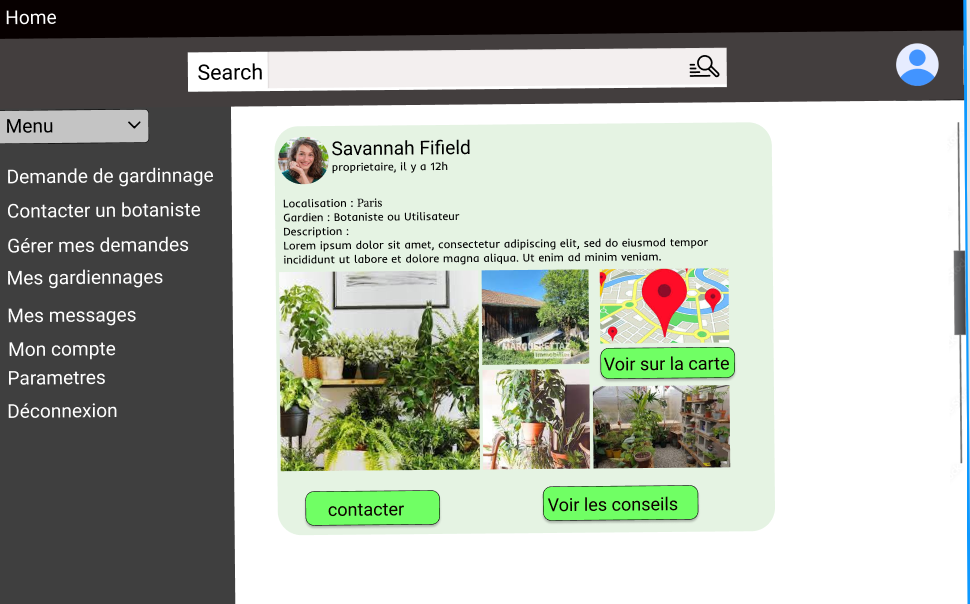 Home
Search
Menu
Demande de gardinnage
Contacter un botaniste
Gérer mes demandes
Mes gardiennages
Mes messages
Mon compte
Parametres
Déconnexion
Savannah Fifield
proprietaire, il y a 12h
Localisation : Paris
Gardien : Botaniste ou Utilisateur
Description :
Lorem ipsum dolor sit amet, consectetur adipiscing elit, sed do eiusmod tempor
incididunt ut labore et dolore magna aliqua. Ut enim ad minim veniam.
Voir sur la carte
contacter
Voir les conseils